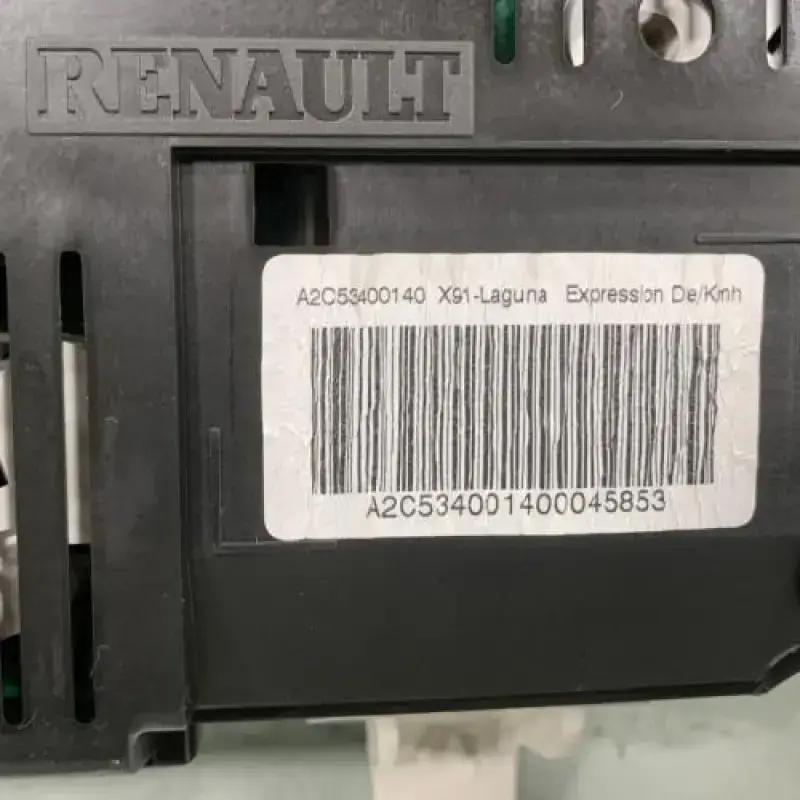 RENAULT
A2C53400140 X91-Laguna Expression De/Kmh
A2C534001400045853